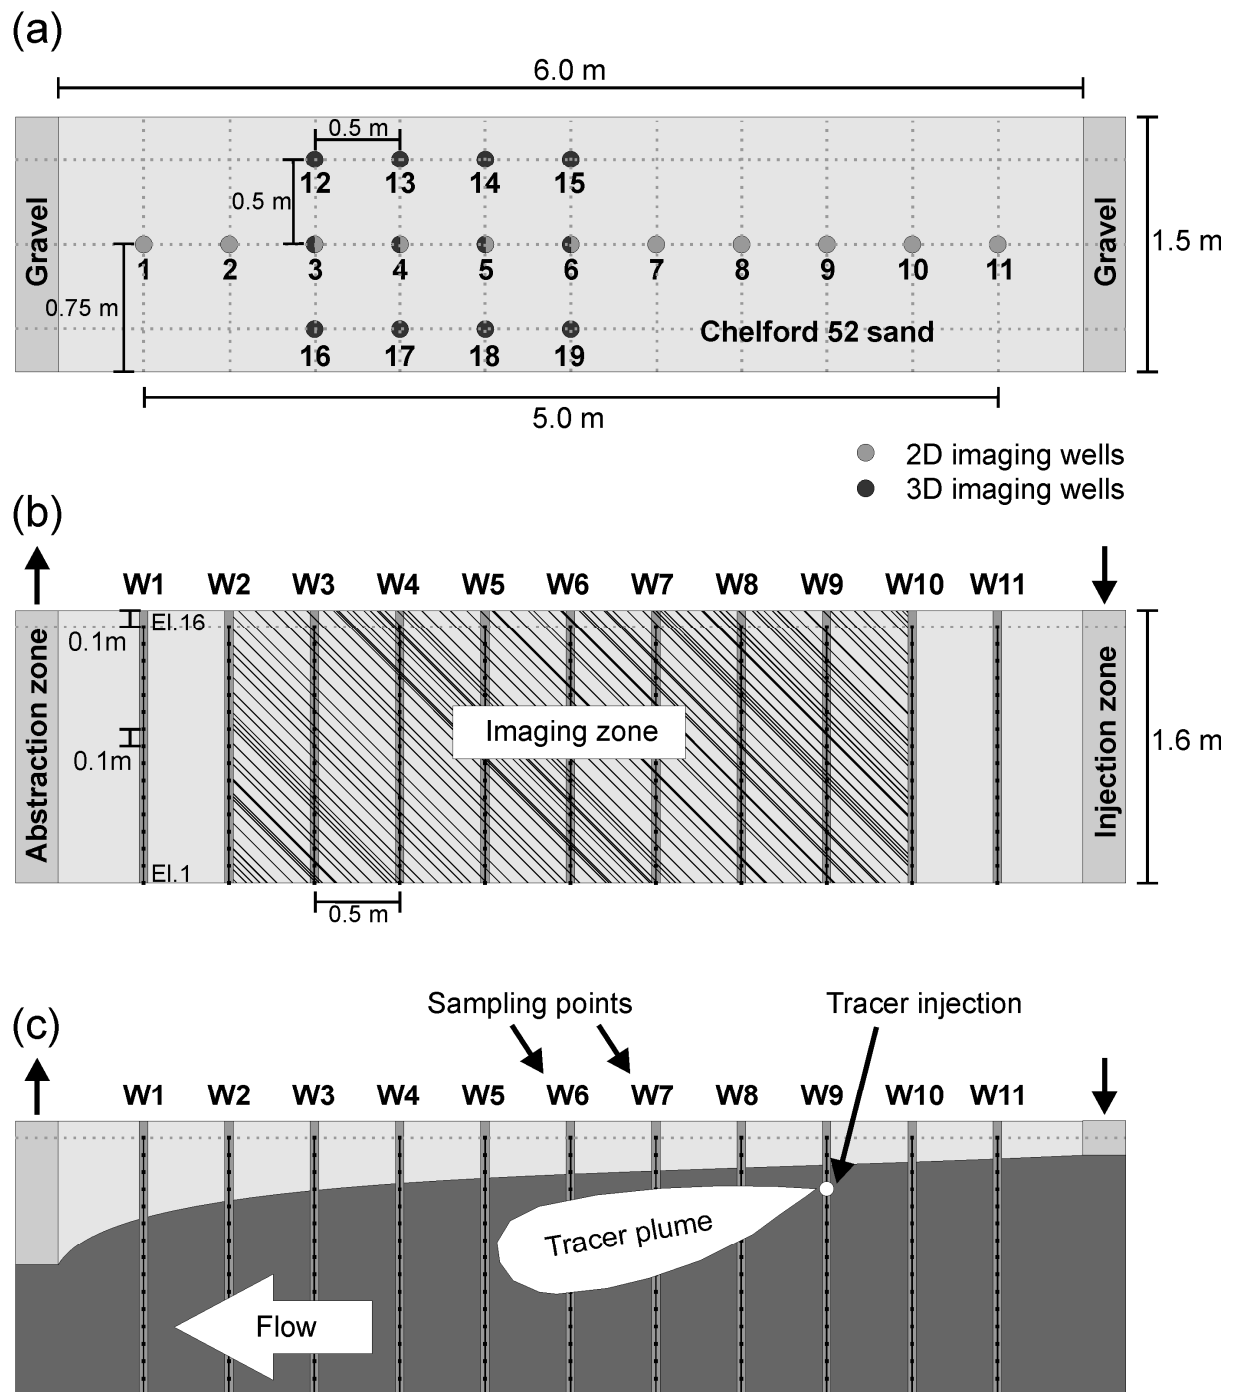 (a)
6.0 m
0.5 m
12 13 14 15
0.5 m
Gravel
Gravel
1.5 m
1 2 3 4 5 6 7 8 9 10 11
0.75 m
Chelford 52 sand
16 17 18 19
5.0 m
2D imaging wells
3D imaging wells
(b)
W1 W2 W3 W4 W5 W6 W7 W8 W9 W10 W11
El.16
0.1m
Abstraction zone
Imaging zone
Injection zone
1.6 m
0.1m
El.1
0.5 m
Sampling points
Tracer injection
(c)
W1 W2 W3 W4 W5 W6 W7 W8 W9 W10 W11
Tracer plume
Flow